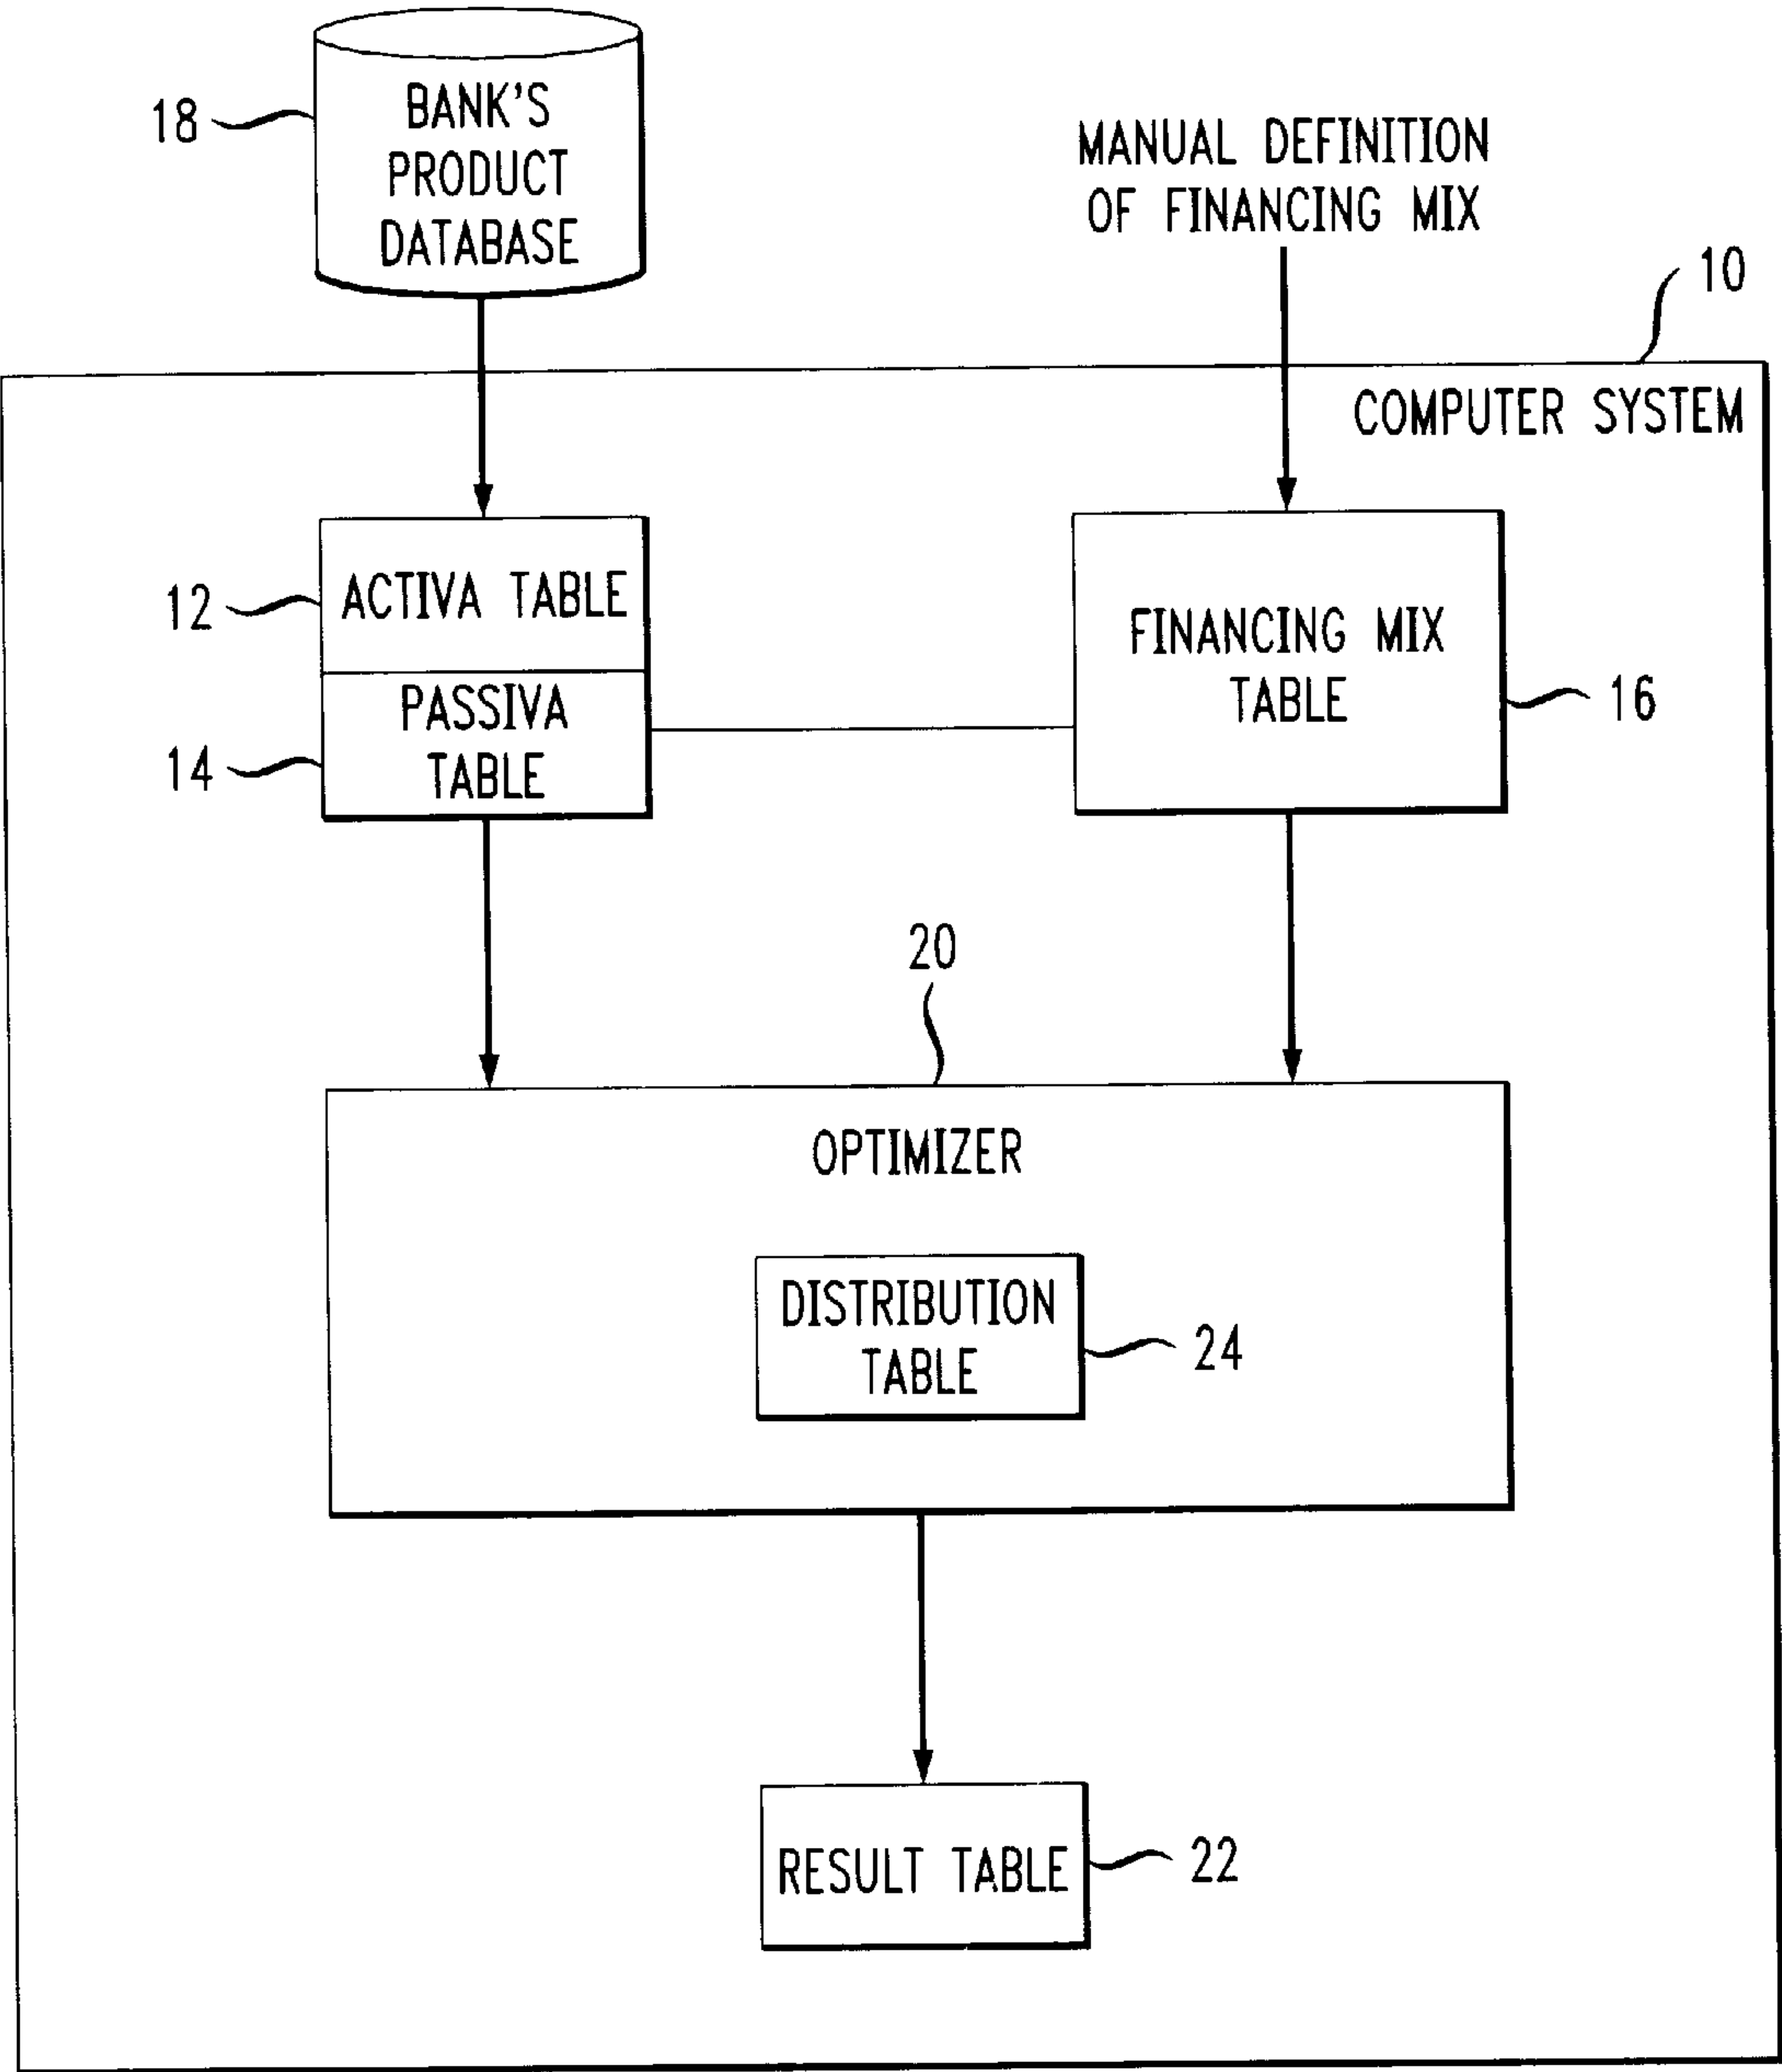 18
BANK'S
PRODUCT
DATABASE
MANUAL DEFINITION
OF FINANCING MIX
10
COMPUTER SYSTEM
12
ACTIVA TABLE
14
PASSIVA
TABLE
FINANCING MIX
TABLE
16
20
OPTIMIZER
DISTRIBUTION
TABLE
24
RESULT TABLE
22